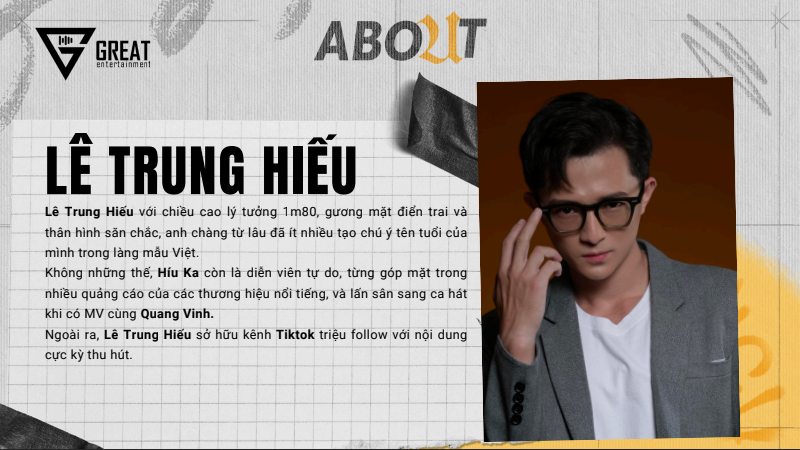 GREAT
entertainment
ABOUT
LÊ TRUNG HIẾU
Lê Trung Hiếu với chiều cao lý tưởng 1m80, gương mặt điển trai và
thân hình săn chắc, anh chàng từ lâu đã ít nhiều tạo chú ý tên tuổi của
mình trong làng mẫu Việt.
Không những thế, Híu Ka còn là diễn viên tự do, từng góp mặt trong
nhiều quảng cáo của các thương hiệu nổi tiếng, và lấn sân sang ca hát
khi có MV cùng Quang Vinh.
Ngoài ra, Lê Trung Hiếu sở hữu kênh Tiktok triệu follow với nội dung
cực kỳ thu hút.